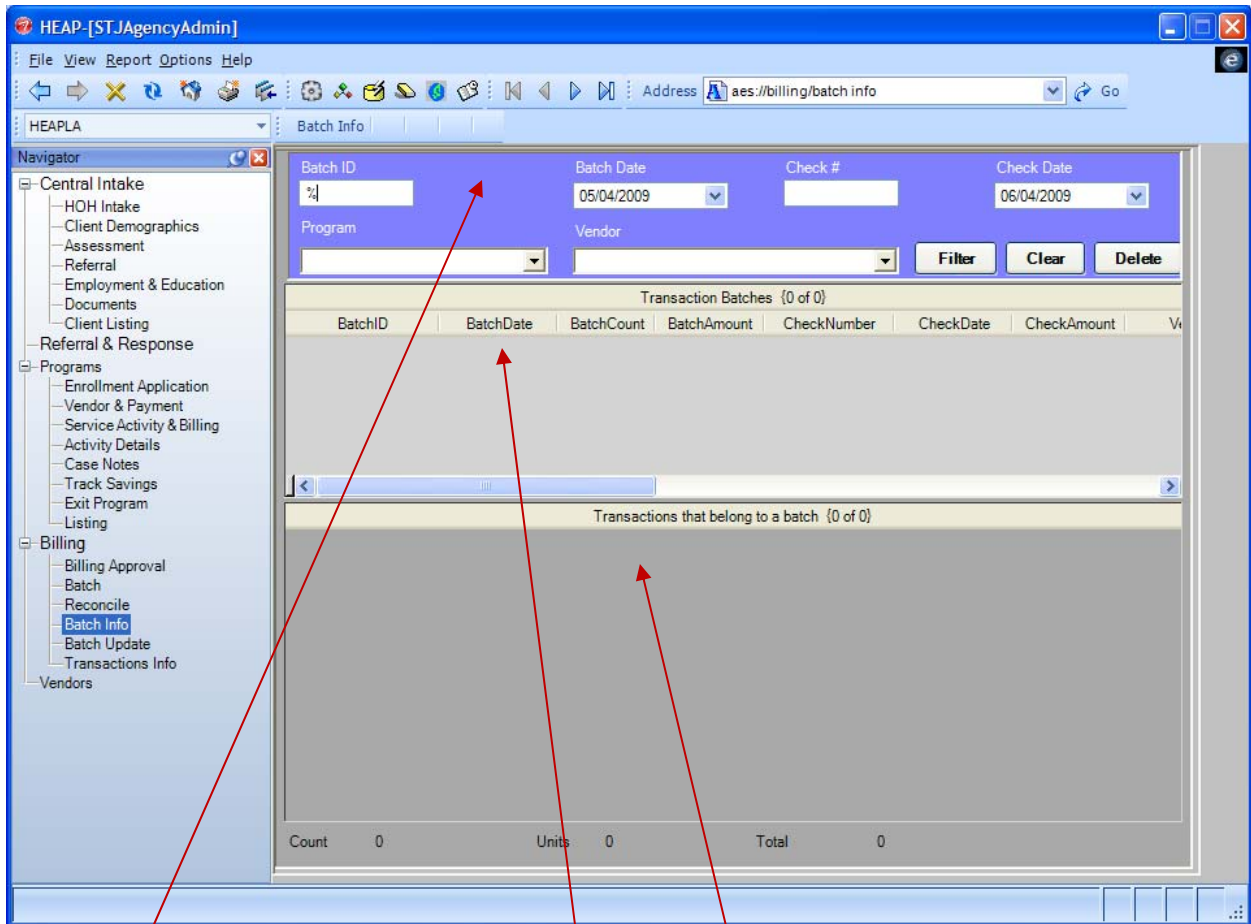 HEAP-[STJAgencyAdmin]
File View Report Options Help
Address aes://billing/batch info Go
HEAPLA Batch Info
Navigator
Central Intake
HOH Intake
Client Demographics
Assessment
Referral
Employment & Education
Documents
Client Listing
Referral & Response
Programs
Enrollment Application
Vendor & Payment
Service Activity & Billing
Activity Details
Case Notes
Track Savings
Exit Program
Listing
Billing
Billing Approval
Batch
Reconcile
Batch Info
Batch Update
Transactions Info
Vendors
Batch ID Batch Date Check # Check Date
% 05/04/2009 06/04/2009
Program Vendor
Filter Clear Delete
Transaction Batches {0 of 0}
BatchID BatchDate BatchCount BatchAmount CheckNumber CheckDate CheckAmount Ve
Transactions that belong to a batch {0 of 0}
Count 0 Units 0 Total 0